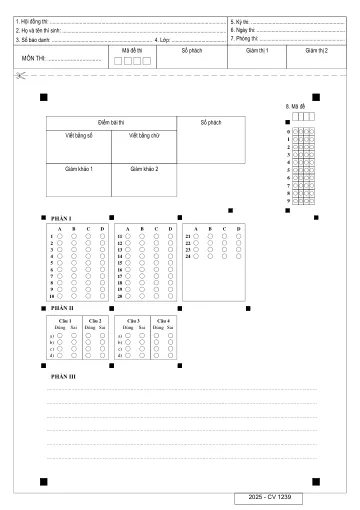 1. Hội đồng thi:
2. Họ và tên thí sinh:
3. Số báo danh: 4. Lớp:
5. Kỳ thi:
6. Ngày thi:
7. Phòng thi:
MÔN THI:
Mã đề thi Số phách Giám thị 1 Giám thị 2
8. Mã đề
Điểm bài thi Số phách
Viết bằng số Viết bằng chữ
Giám khảo 1 Giám khảo 2
0
1
2
3
4
5
6
7
8
9
PHẦN I
A B C D A B C D A B C D
1 11 21
2 12 22
3 13 23
4 14 24
5 15
6 16
7 17
8 18
9 19
10 20
PHẦN II
Câu 1 Câu 2 Câu 3 Câu 4
Đúng Sai Đúng Sai Đúng Sai Đúng Sai
a) a)
b) b)
c) c)
d) d)
PHẦN III
2025 - CV 1239